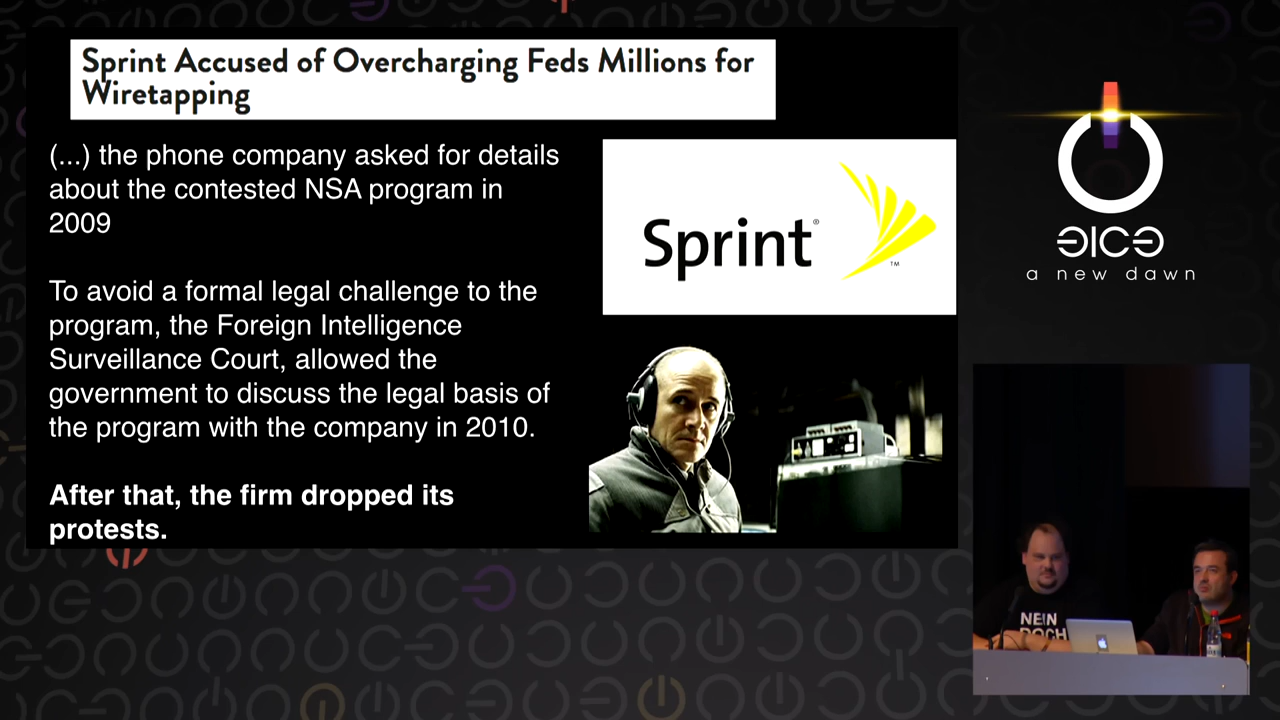 Sprint Accused of Overcharging Feds Millions for
Wiretapping
(...) the phone company asked for details
about the contested NSA program in
2009
To avoid a formal legal challenge to the
program, the Foreign Intelligence
Surveillance Court, allowed the
government to discuss the legal basis of
the program with the company in 2010.
After that, the firm dropped its
protests.
Sprint®
TM
ƎICƎ
a new dawn
NEIN
DOCH